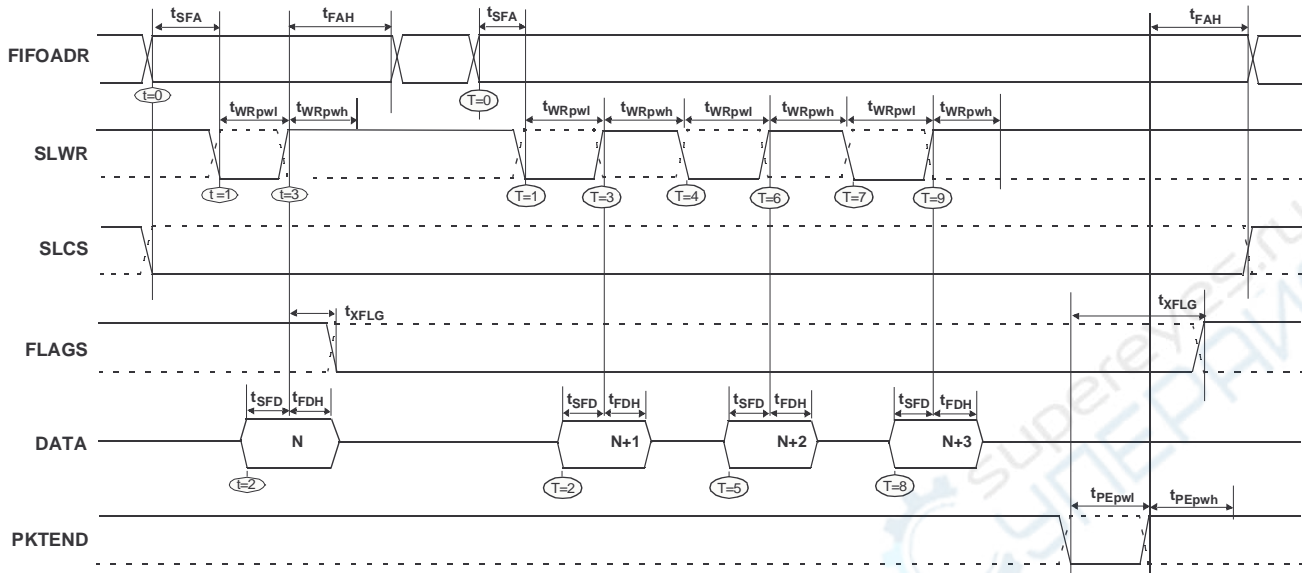 tSFA tFAH tSFA tFAH
FIFOADR
t=0 T=0
tWRpwl tWRpwh tWRpwl tWRpwh tWRpwl tWRpwh tWRpwl tWRpwh
SLWR
t=1 t=3 T=1 T=3 T=4 T=6 T=7 T=9
SLCS
tXFLG tXFLG
FLAGS
tSFD tFDH tSFD tFDH tSFD tFDH tSFD tFDH
DATA N N+1 N+2 N+3
t=2 T=2 T=5 T=8
tPEpwl tPEpwh
PKTEND
supereyes.ru